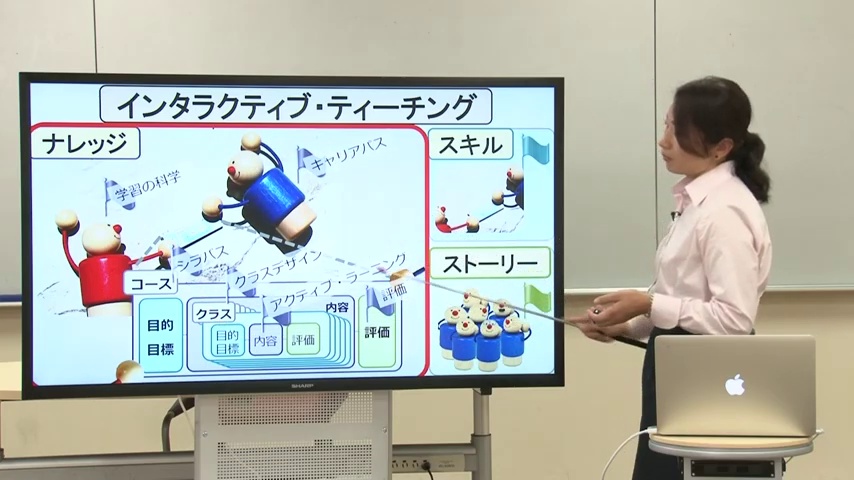 インタラクティブ・ティーチング
ナレッジ
スキル
学習の科学
キャリアパス
シラバス
クラスデザイン
アクティブ・ラーニング
評価
ストーリー
コース
クラス
内容
目的
目標
目的
目標
内容
評価
評価
SHARP